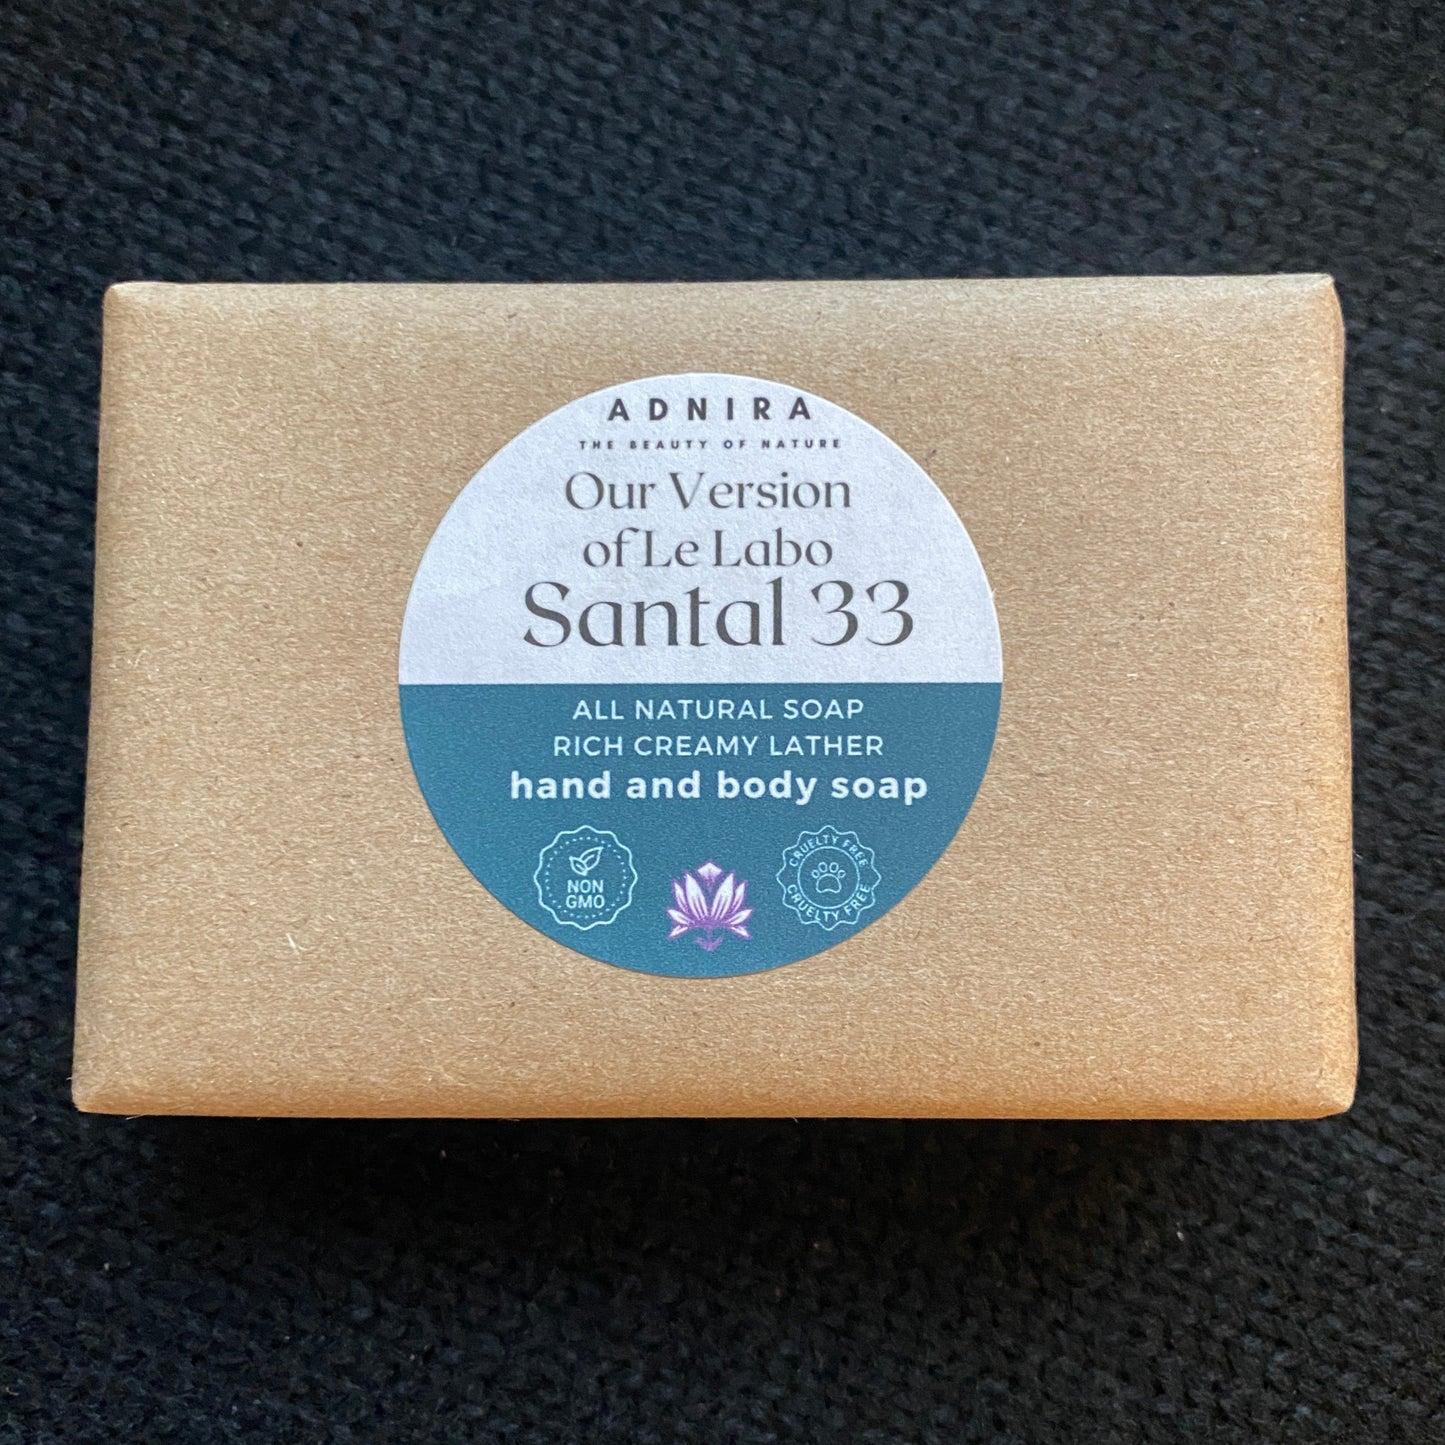 ADNIRA
THE BEAUTY OF NATURE
Our Version
of Le Labo
Santal 33
ALL NATURAL SOAP
RICH CREAMY LATHER
hand and body soap
NON
GMO
CRUELTY FREE
CRUELTY FREE